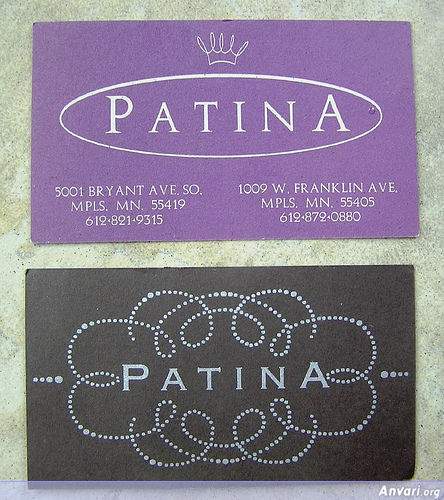 PATINA
5001 BRYANT AVE. SO.
MPLS. MN. 55419
612•821•9315
1009 W. FRANKLIN AVE.
MPLS. MN. 55405
612•872•0880
PATINA
Anvari.org